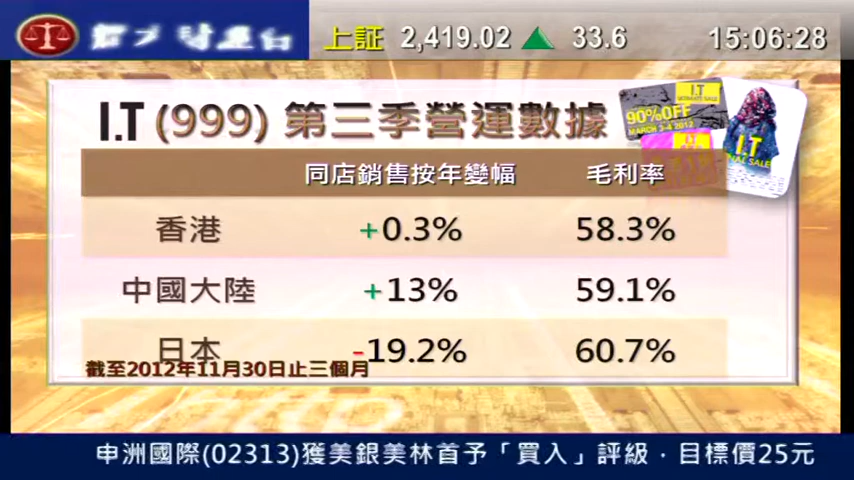 上証 2,419.02 33.6 15:06:28
I.T (999) 第三季營運數據
I.T
90%OFF
MARCH 3-4 2012
I.T
同店銷售按年變幅 毛利率
香港 +0.3% 58.3%
中國大陸 +13% 59.1%
日本 -19.2% 60.7%
截至2012年11月30日止三個月
申洲國際(02313)獲美銀美林首予「買入」評級，目標價25元